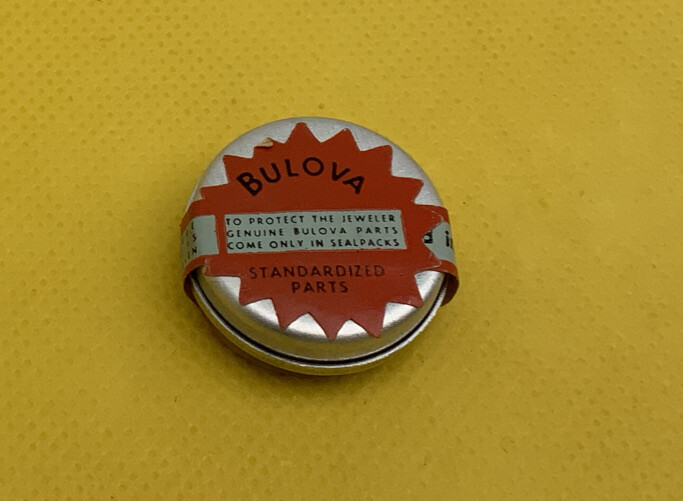 BULOVA
TO PROTECT THE JEWELER
GENUINE BULOVA PARTS
COME ONLY IN SEALPACKS
STANDARDIZED
PARTS